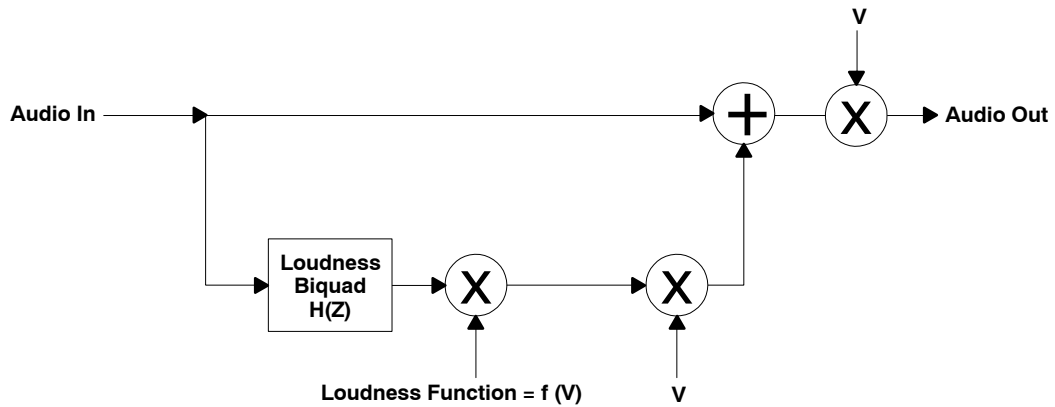 V
Audio In
+
X
Audio Out
Loudness
Biquad
H(Z)
X
X
Loudness Function = f (V)
V